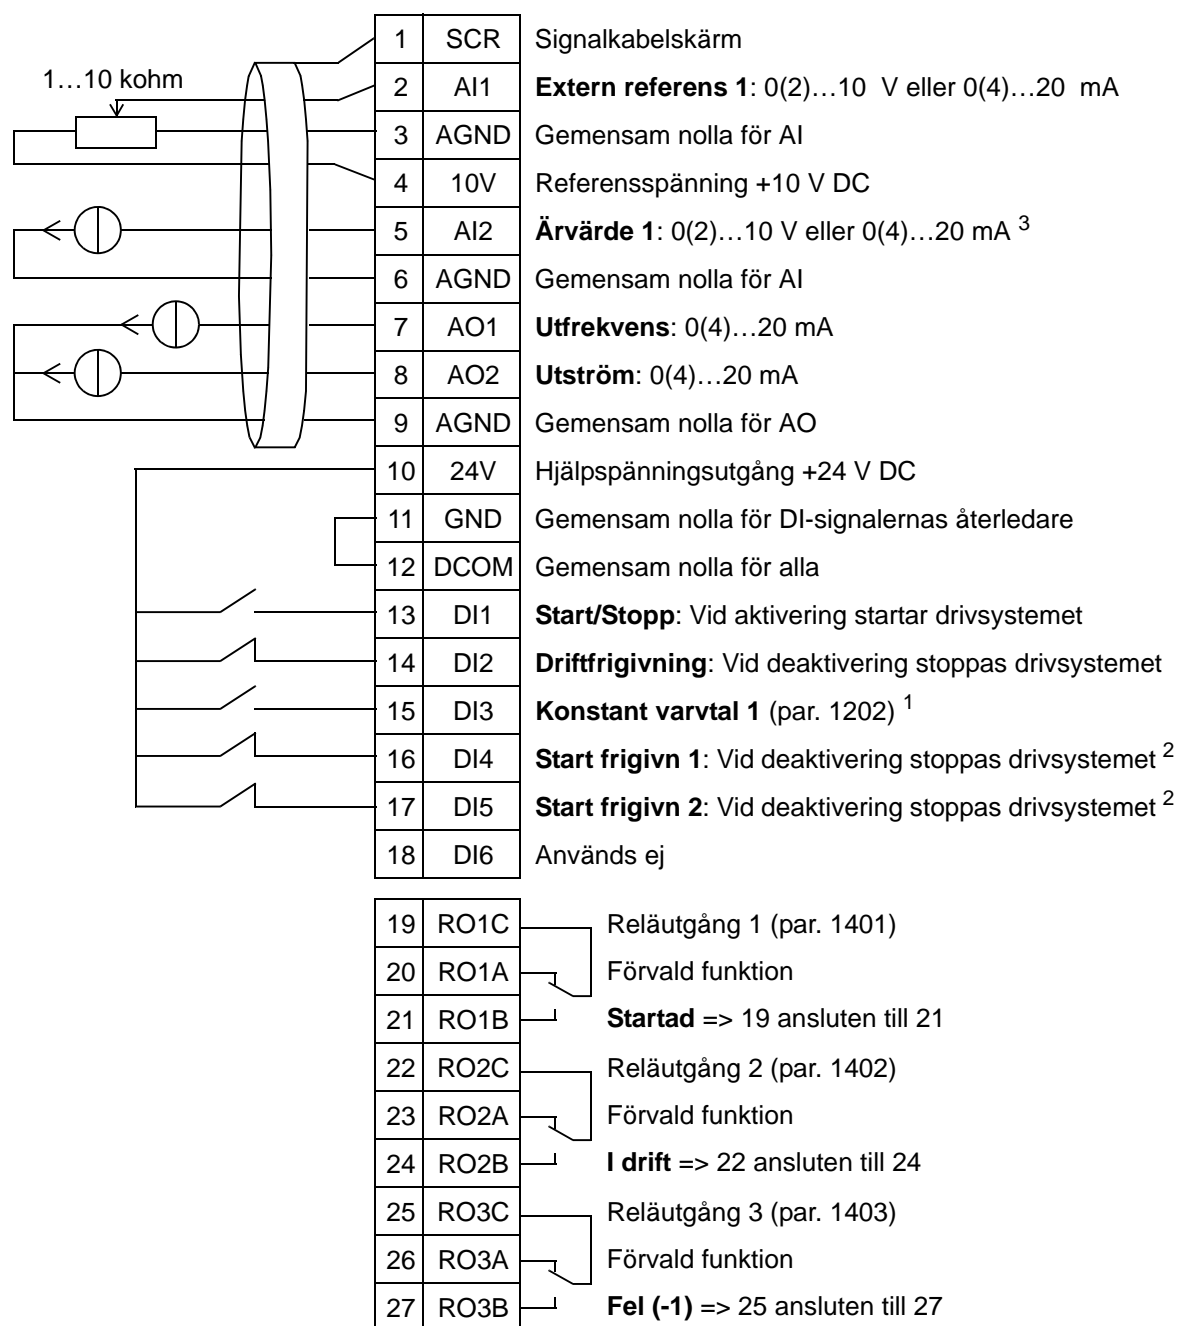 1 SCR Signalkabelskärm
1…10 kohm
2 AI1 Extern referens 1: 0(2)…10 V eller 0(4)…20 mA
3 AGND Gemensam nolla för AI
4 10V Referensspänning +10 V DC
5 AI2 Ärvärde 1: 0(2)…10 V eller 0(4)…20 mA 3
6 AGND Gemensam nolla för AI
7 AO1 Utfrekvens: 0(4)…20 mA
8 AO2 Utström: 0(4)…20 mA
9 AGND Gemensam nolla för AO
10 24V Hjälpspänningsutgång +24 V DC
11 GND Gemensam nolla för DI-signalernas återledare
12 DCOM Gemensam nolla för alla
13 DI1 Start/Stopp: Vid aktivering startar drivsystemet
14 DI2 Driftfrigivning: Vid deaktivering stoppas drivsystemet
15 DI3 Konstant varvtal 1 (par. 1202) 1
16 DI4 Start frigivn 1: Vid deaktivering stoppas drivsystemet 2
17 DI5 Start frigivn 2: Vid deaktivering stoppas drivsystemet 2
18 DI6 Används ej
19 RO1C Reläutgång 1 (par. 1401)
20 RO1A Förvald funktion
21 RO1B Startad => 19 ansluten till 21
22 RO2C Reläutgång 2 (par. 1402)
23 RO2A Förvald funktion
24 RO2B I drift => 22 ansluten till 24
25 RO3C Reläutgång 3 (par. 1403)
26 RO3A Förvald funktion
27 RO3B Fel (-1) => 25 ansluten till 27